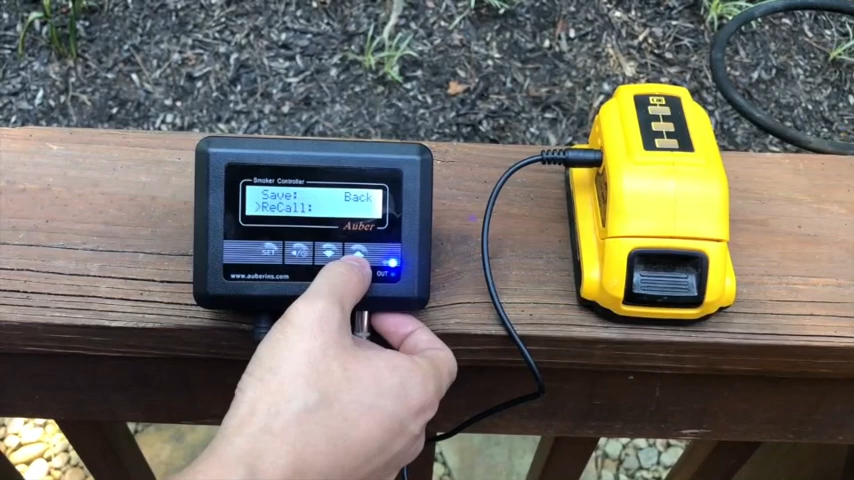 Smoker Controller
Save: Back
>ReCall:
Auber
SET
www.auberins.com
OUT